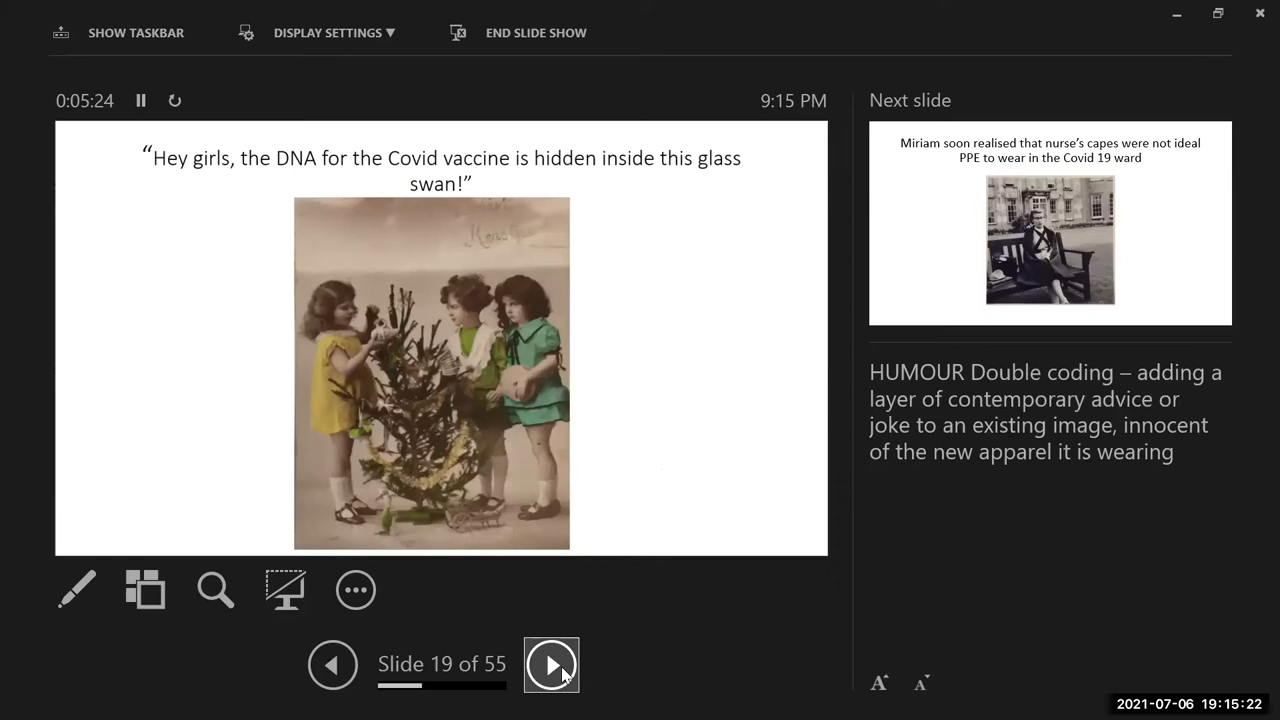 SHOW TASKBAR
DISPLAY SETTINGS ▼
END SLIDE SHOW
0:05:24
9:15 PM
Next slide
“Hey girls, the DNA for the Covid vaccine is hidden inside this glass
swan!”
Miriam soon realised that nurse’s capes were not ideal
PPE to wear in the Covid 19 ward
HUMOUR Double coding – adding a
layer of contemporary advice or
joke to an existing image, innocent
of the new apparel it is wearing
Slide 19 of 55
A A
2021-07-06 19:15:22